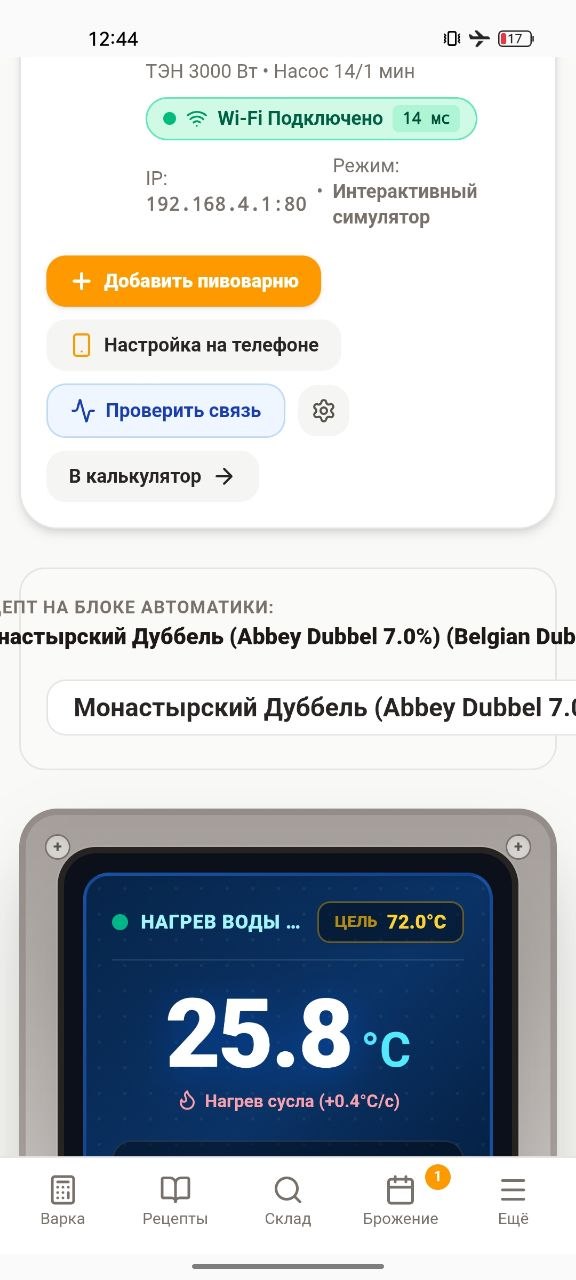 12:44
17
ТЭН 3000 Вт • Насос 14/1 мин
Wi-Fi Подключено 14 мс
IP:
192.168.4.1:80
•
Режим:
Интерактивный
симулятор
+ Добавить пивоварню
Настройка на телефоне
Проверить связь
В калькулятор →
ЕПТ НА БЛОКЕ АВТОМАТИКИ:
настырский Дуббель (Abbey Dubbel 7.0%) (Belgian Dub
Монастырский Дуббель (Abbey Dubbel 7.0
НАГРЕВ ВОДЫ ...
ЦЕЛЬ 72.0°C
25.8 °C
Нагрев сусла (+0.4°C/с)
Варка
Рецепты
Склад
1
Брожение
Ещё